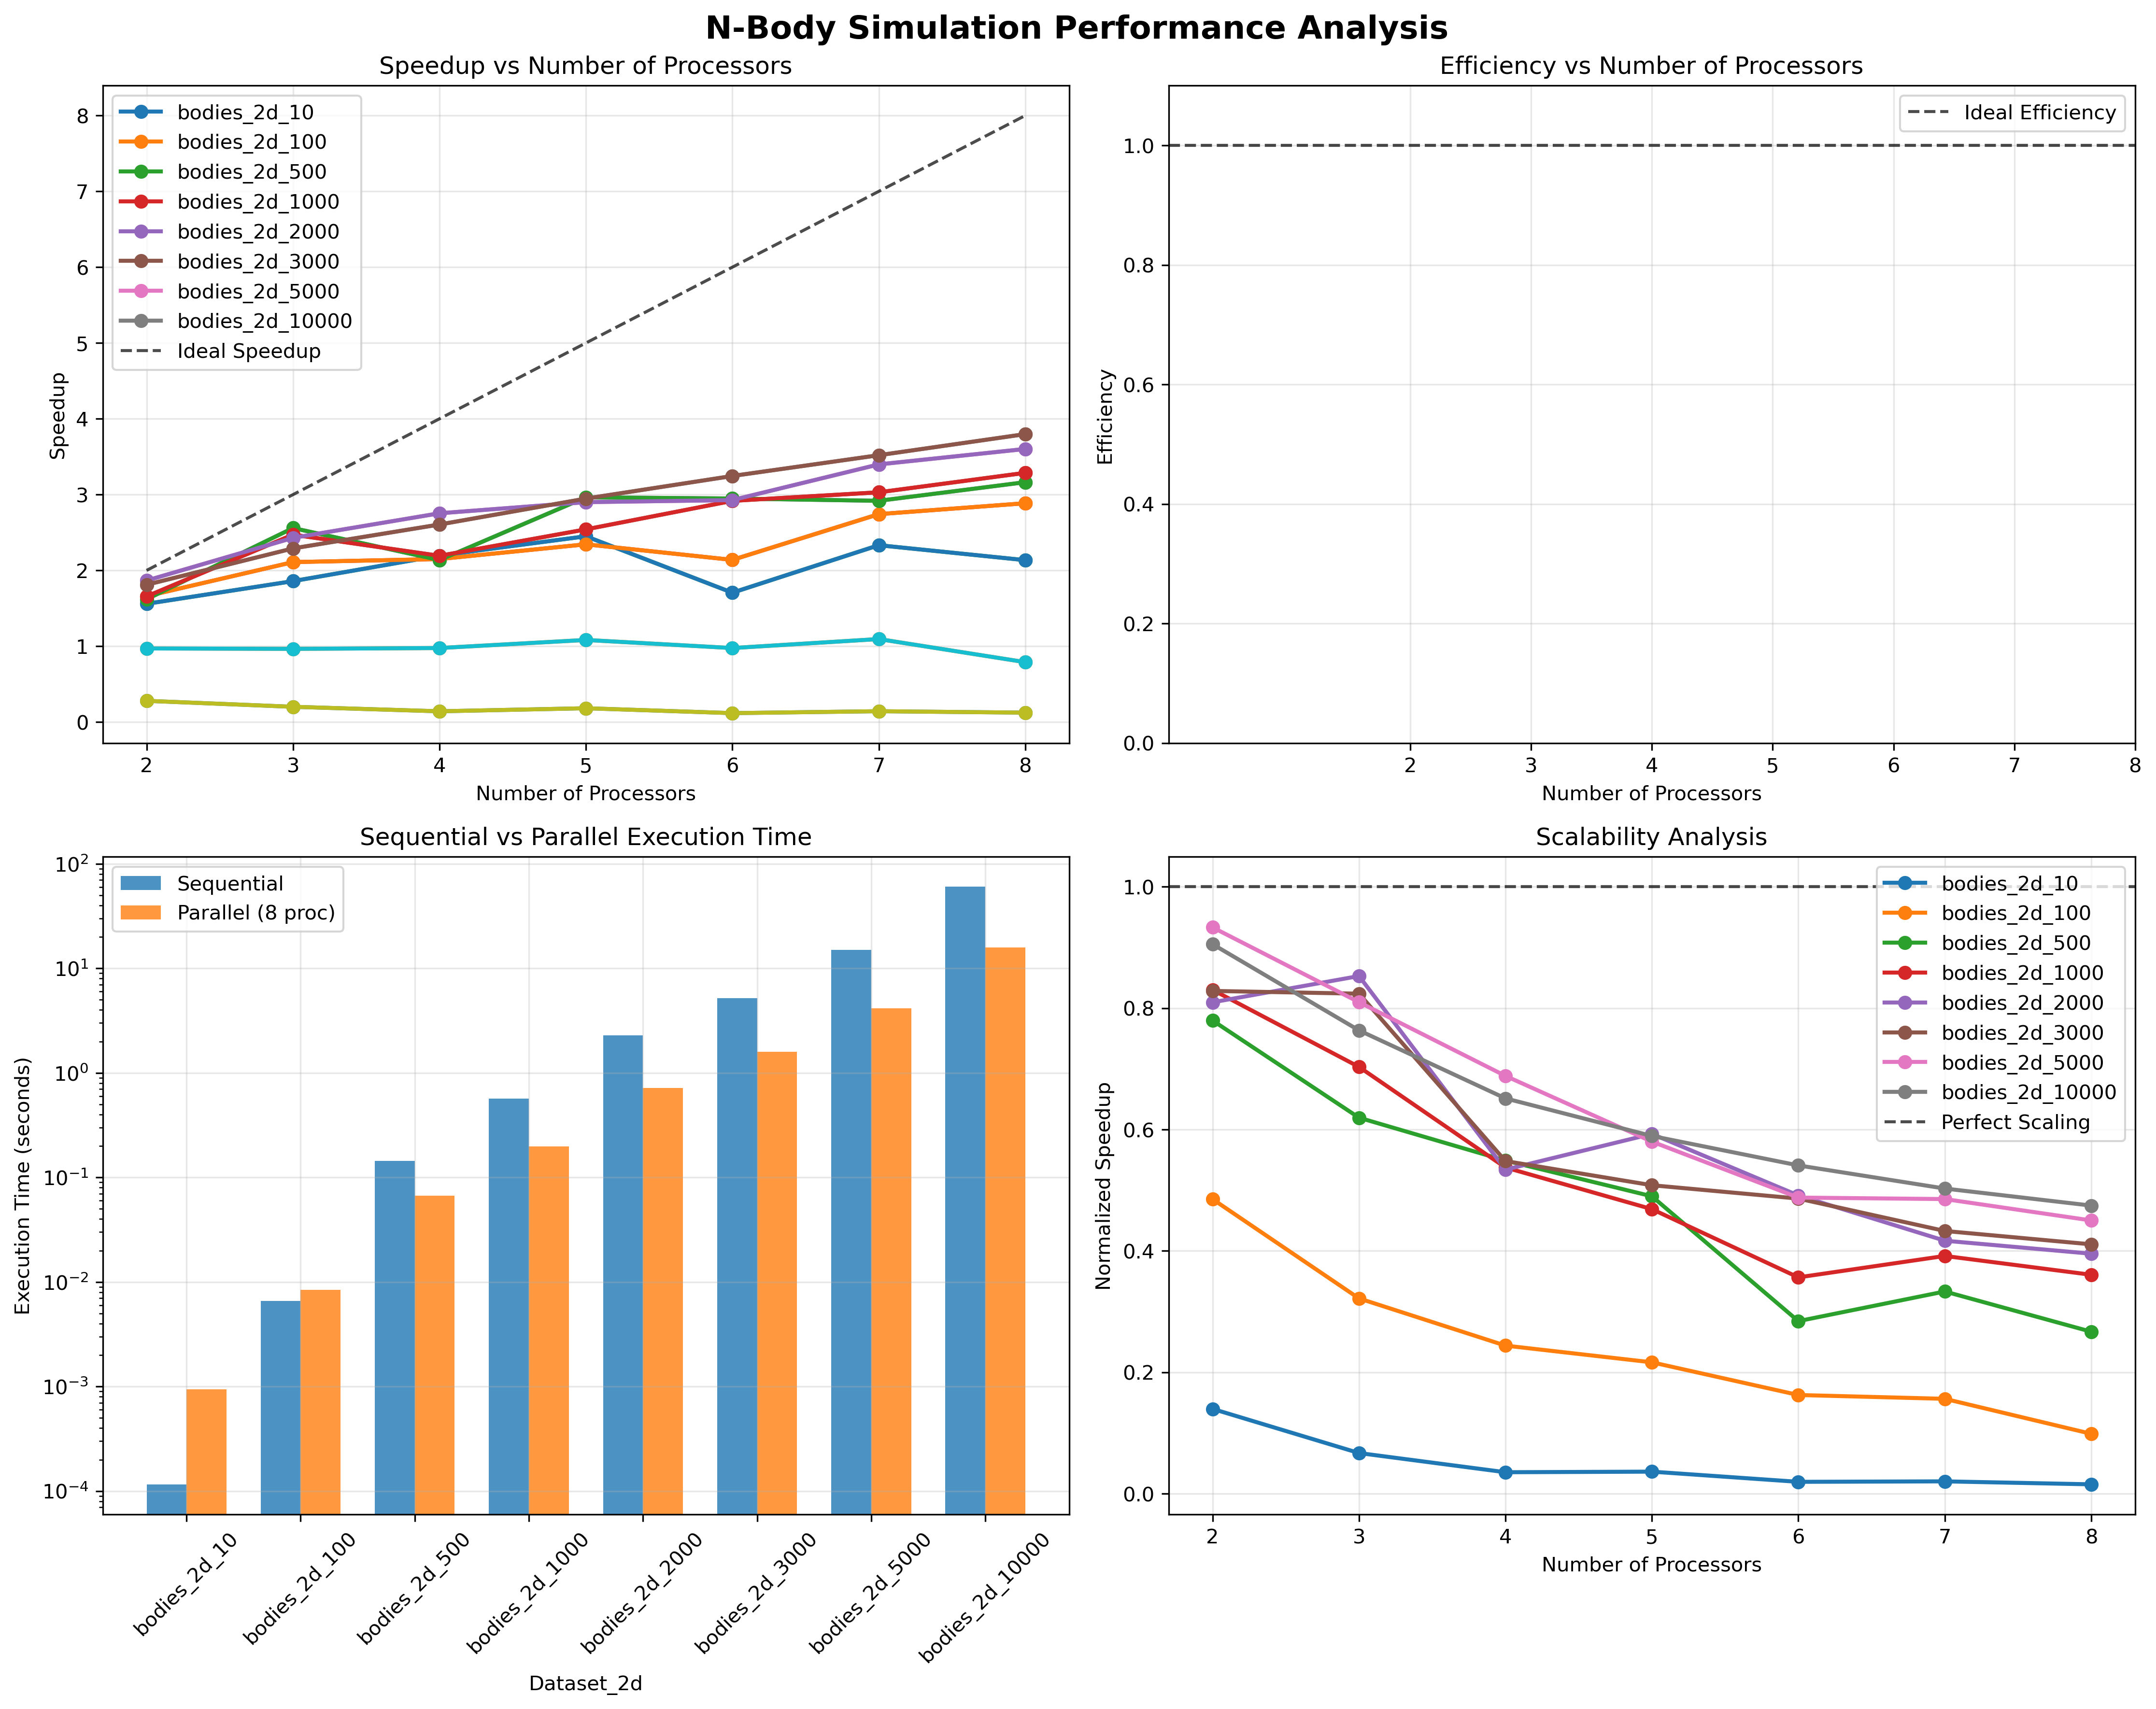 N-Body Simulation Performance Analysis
Speedup vs Number of Processors
8
7
6
5
4
3
2
1
0
Speedup
bodies_2d_10
bodies_2d_100
bodies_2d_500
bodies_2d_1000
bodies_2d_2000
bodies_2d_3000
bodies_2d_5000
bodies_2d_10000
Ideal Speedup
2 3 4 5 6 7 8
Number of Processors
Efficiency vs Number of Processors
Ideal Efficiency
1.0
0.8
0.6
0.4
0.2
0.0
Efficiency
2 3 4 5 6 7 8
Number of Processors
Sequential vs Parallel Execution Time
Sequential
Parallel (8 proc)
10²
10¹
10⁰
10⁻¹
10⁻²
10⁻³
10⁻⁴
Execution Time (seconds)
bodies_2d_10
bodies_2d_100
bodies_2d_500
bodies_2d_1000
bodies_2d_2000
bodies_2d_3000
bodies_2d_5000
bodies_2d_10000
Dataset_2d
Scalability Analysis
1.0
0.8
0.6
0.4
0.2
0.0
Normalized Speedup
bodies_2d_10
bodies_2d_100
bodies_2d_500
bodies_2d_1000
bodies_2d_2000
bodies_2d_3000
bodies_2d_5000
bodies_2d_10000
Perfect Scaling
2 3 4 5 6 7 8
Number of Processors